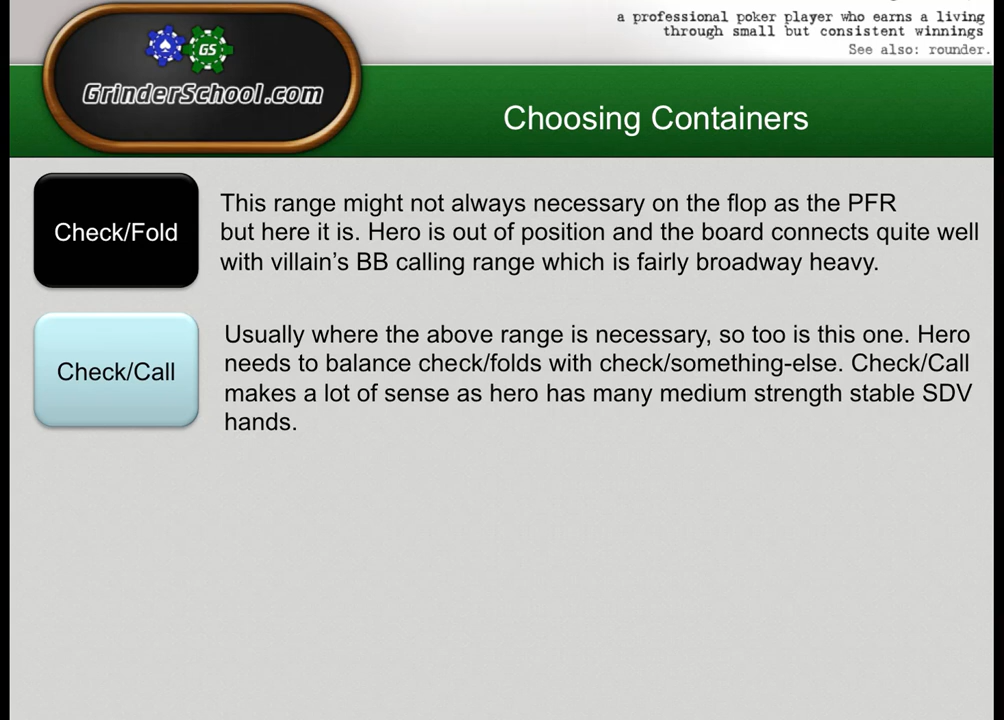 a professional poker player who earns a living
through small but consistent winnings
See also: rounder.
GS
GrinderSchool.com
Choosing Containers
Check/Fold
This range might not always necessary on the flop as the PFR
but here it is. Hero is out of position and the board connects quite well
with villain's BB calling range which is fairly broadway heavy.
Check/Call
Usually where the above range is necessary, so too is this one. Hero
needs to balance check/folds with check/something-else. Check/Call
makes a lot of sense as hero has many medium strength stable SDV
hands.